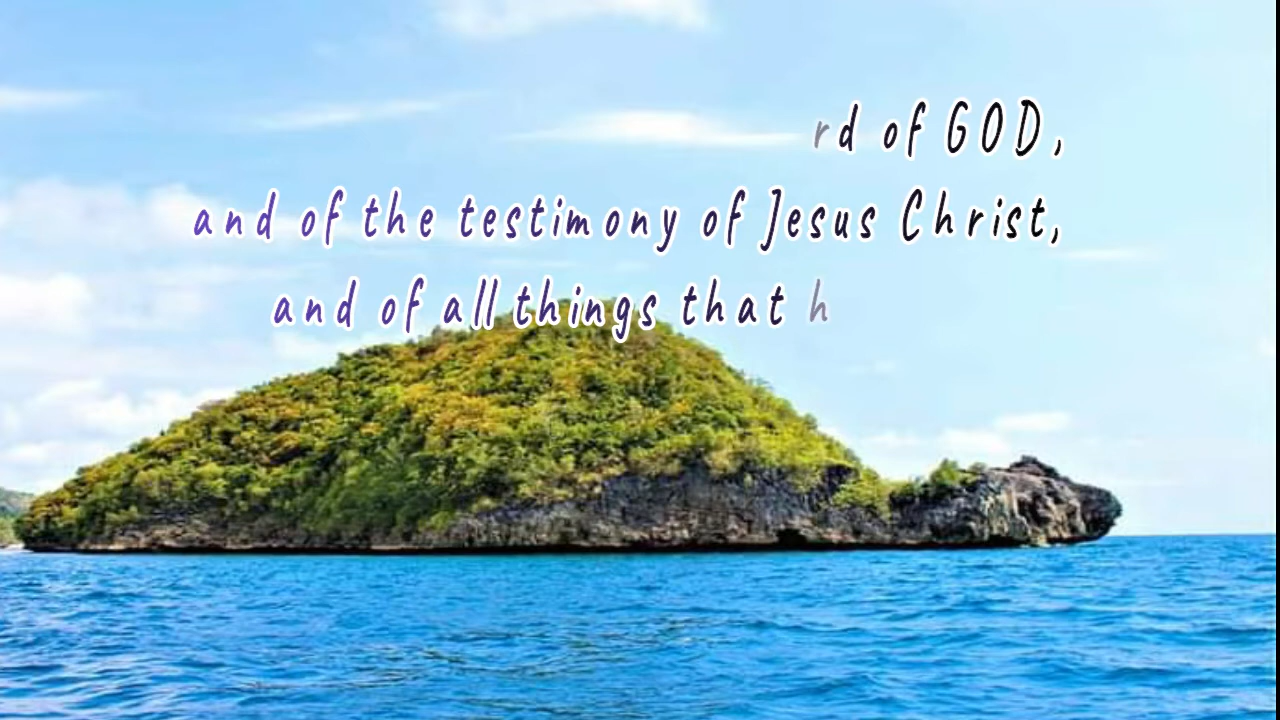 rd of GOD,
and of the testimony of Jesus Christ,
and of all things that h